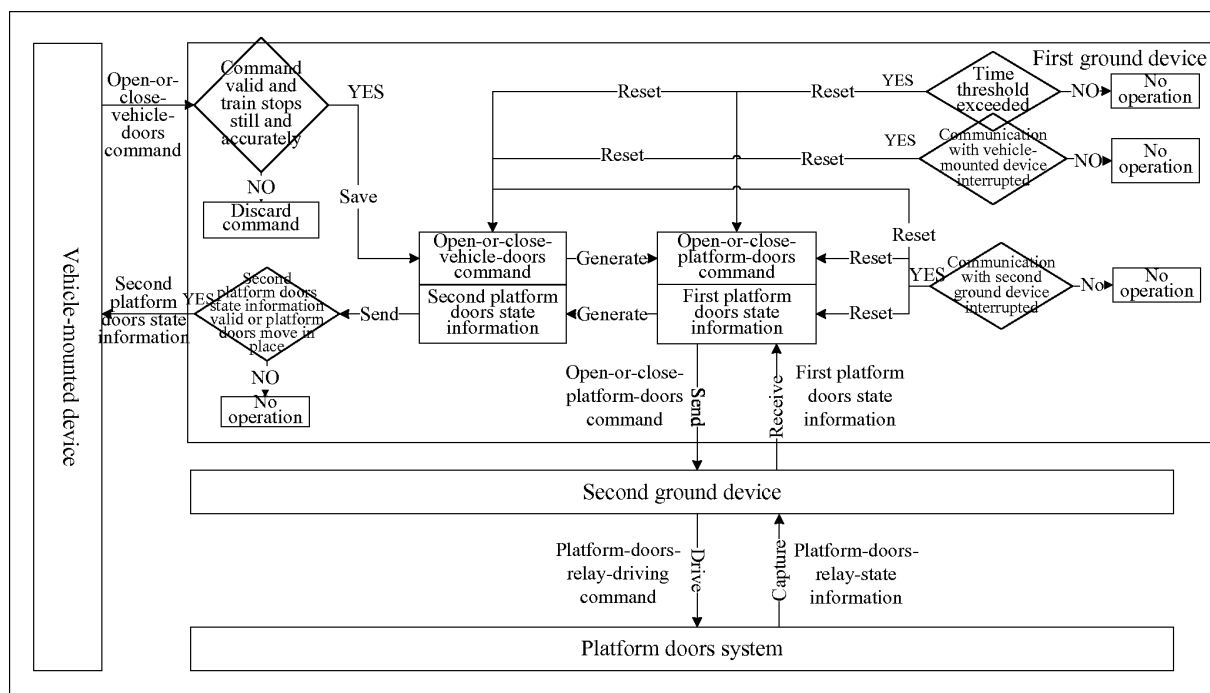 First ground device
Vehicle-mounted device
Open-or-
close-
vehicle-
doors
command
Command
valid and
train stops
still and
accurately
YES
NO
Discard
command
Save
Reset
Reset
YES
Time
threshold
exceeded
NO
No
operation
Reset
Reset
YES
Communication
with vehicle-
mounted device
interrupted
NO
No
operation
Open-or-close-
vehicle-doors
command
Generate
Open-or-close-
platform-doors
command
Reset
Reset
YES
Communication
with second
ground device
interrupted
No
No
operation
Second
platform
doors state
information
YES
Second
platform doors
state information
valid or platform
doors move in
place
NO
No
operation
Send
Second platform
doors state
information
Generate
First platform
doors state
information
Reset
Open-or-close-
platform-doors
command
Send
Receive
First platform
doors state
information
Second ground device
Platform-doors-
relay-driving
command
Drive
Capture
Platform-doors-
relay-state
information
Platform doors system